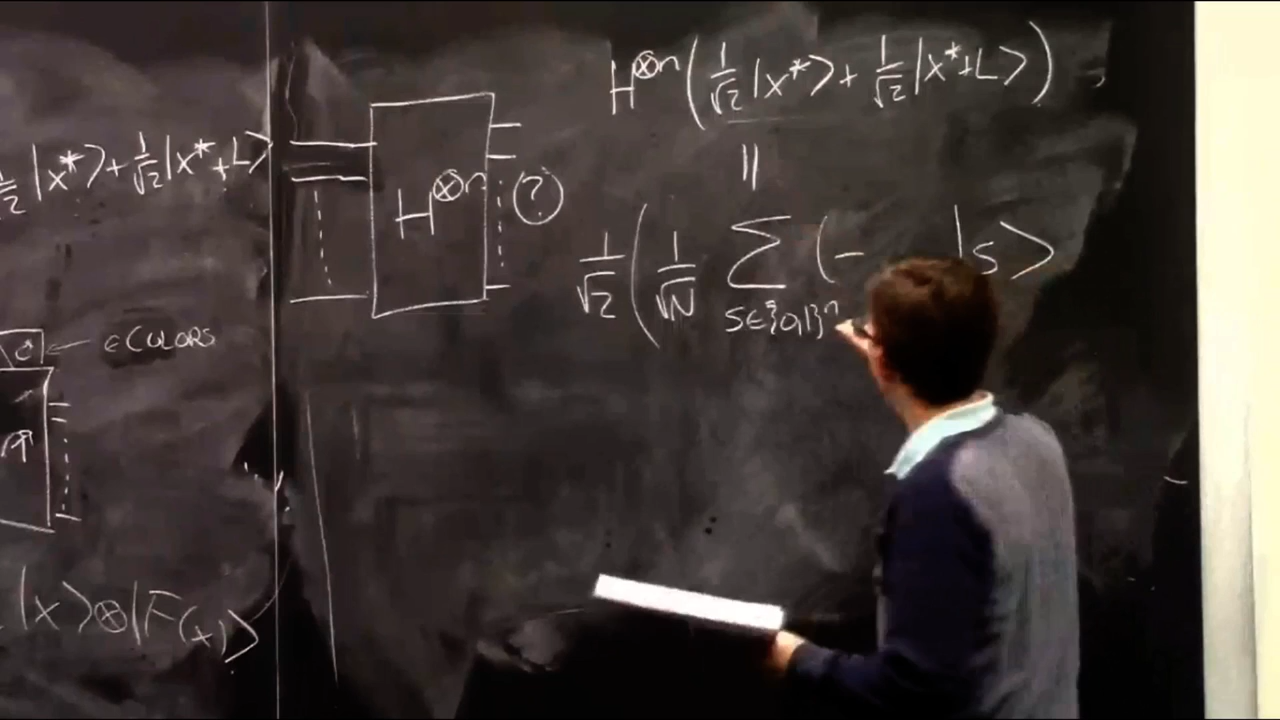 1/√2 |x*> + 1/√2 |x*+L>
H^⊗n
?
H^⊗n (1/√2 |x*> + 1/√2 |x*+L>),
||
1/√2 ( 1/√N Σ (- |s>
s∈{0,1}^n
∈ COLORS
|x>⊗|F(x)>